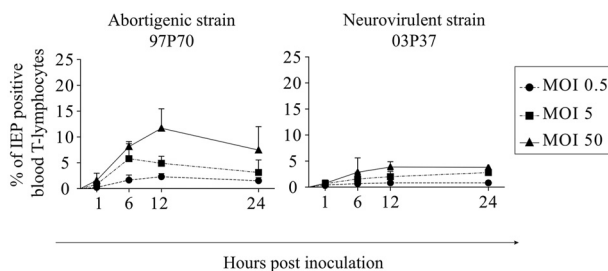 Abortigenic strain
97P70
Neurovirulent strain
03P37
% of IEP positive
blood T-lymphocytes
25
20
15
10
5
0
1
6
12
24
25
20
15
10
5
0
1
6
12
24
MOI 0.5
MOI 5
MOI 50
Hours post inoculation